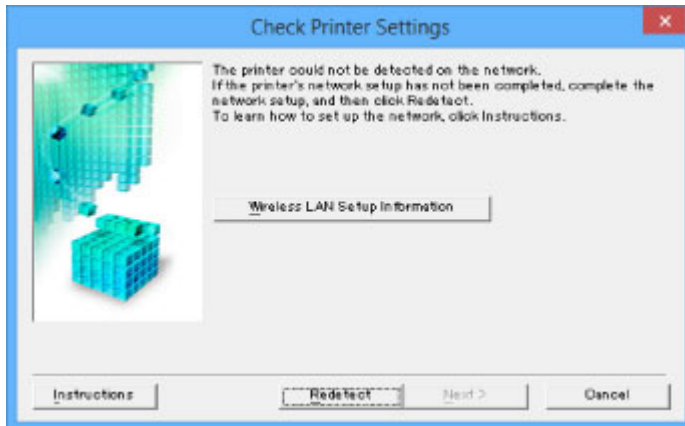 Check Printer Settings
The printer could not be detected on the network.
If the printer's network setup has not been completed, complete the
network setup, and then click Redetect.
To learn how to set up the network, click Instructions.
Wireless LAN Setup Information
Instructions
Redetect
Next >
Cancel